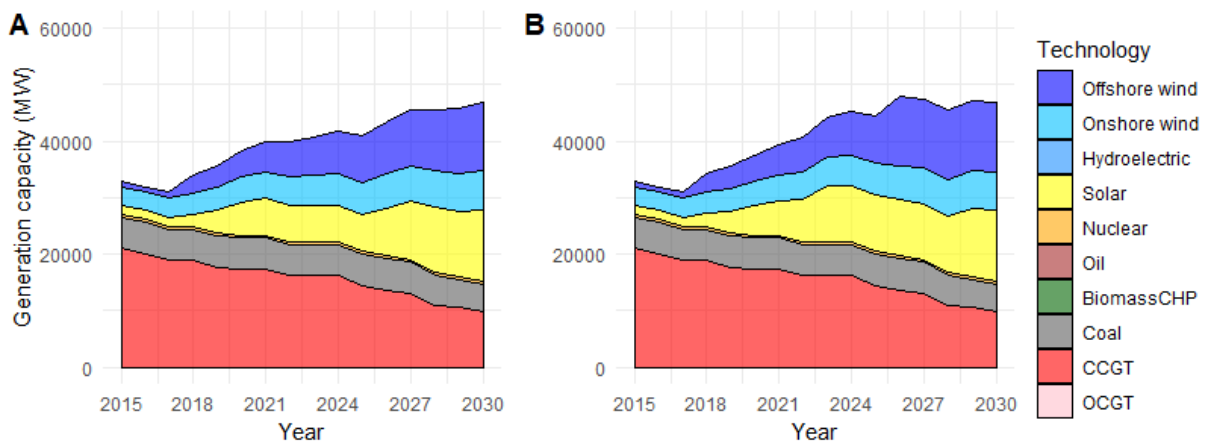 A
B
Generation capacity (MW)
60000
40000
20000
0
2015 2018 2021 2024 2027 2030
Year
60000
40000
20000
0
2015 2018 2021 2024 2027 2030
Year
Technology
Offshore wind
Onshore wind
Hydroelectric
Solar
Nuclear
Oil
BiomassCHP
Coal
CCGT
OCGT